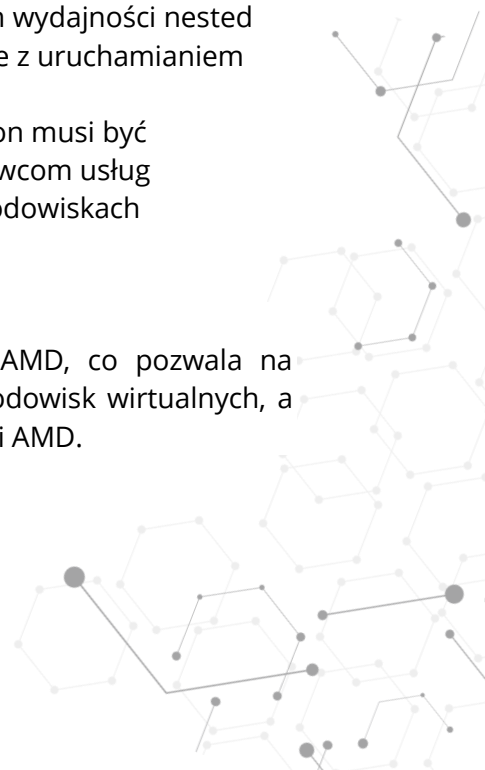 wydajności nested
e z uruchamianiem
on musi być
wcom usług
odowiskach
AMD, co pozwala na
odowisk wirtualnych, a
i AMD.